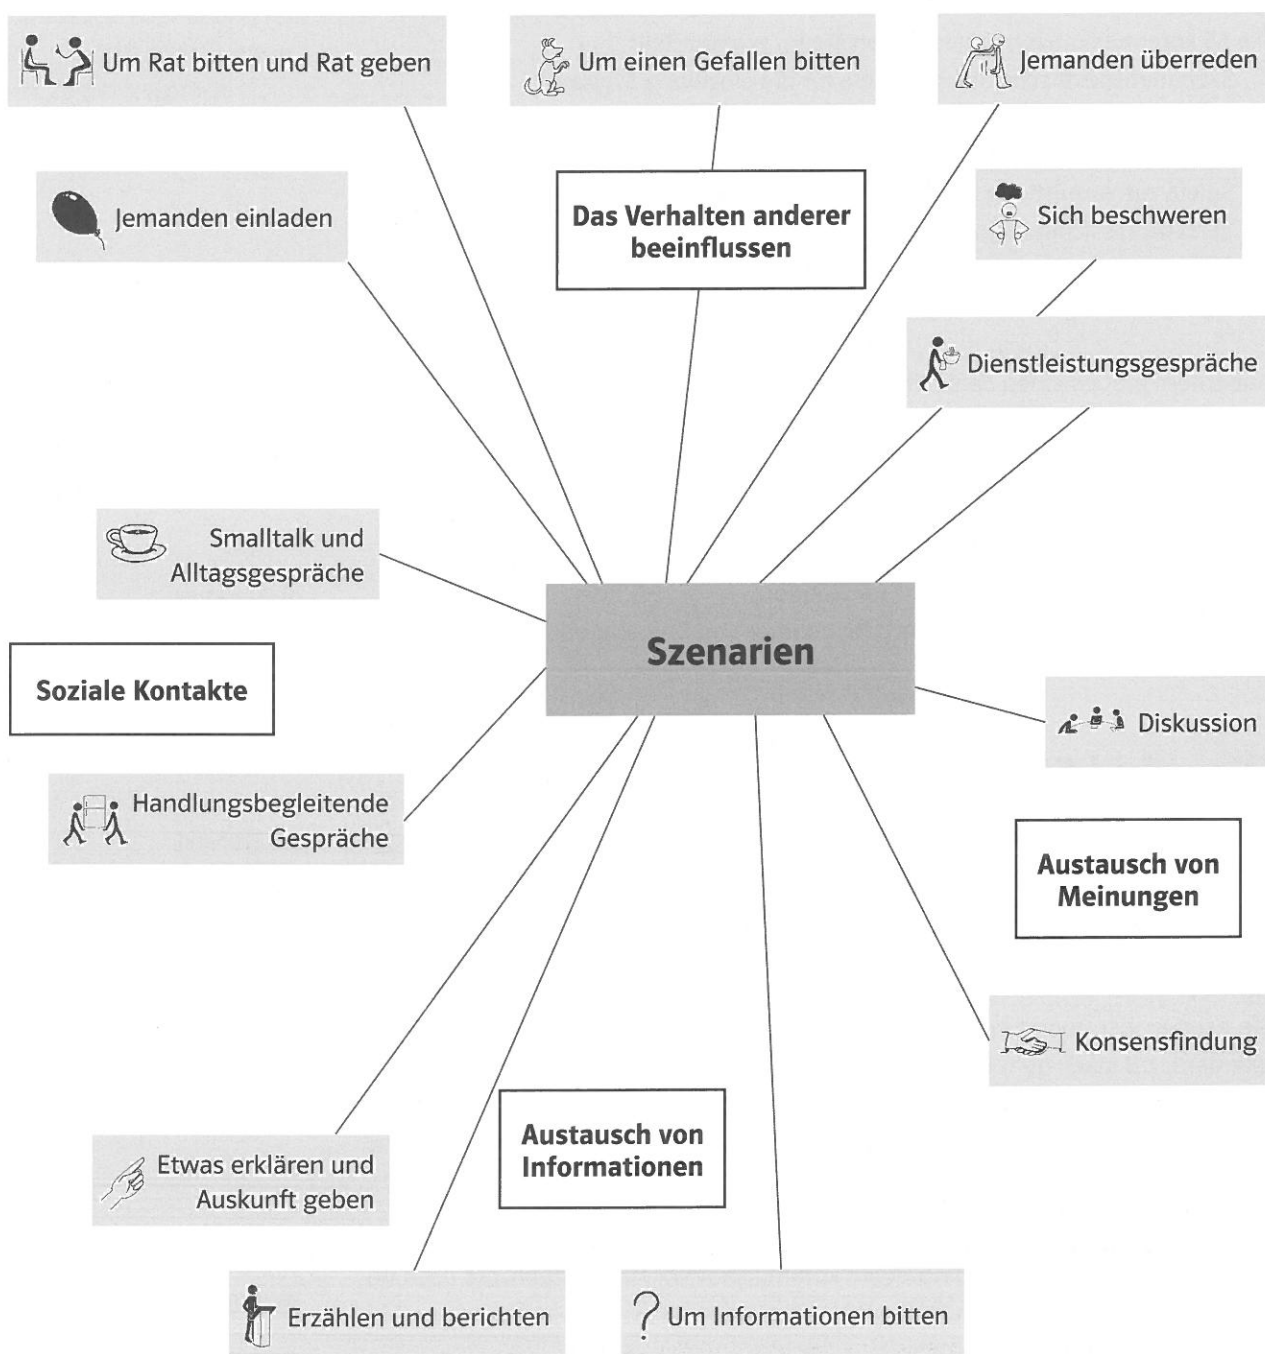 Um Rat bitten und Rat geben
Um einen Gefallen bitten
Jemanden überreden
Jemanden einladen
Das Verhalten anderer
beeinflussen
Sich beschweren
Dienstleistungsgespräche
Smalltalk und
Alltagsgespräche
Szenarien
Soziale Kontakte
Diskussion
Handlungsbegleitende
Gespräche
Austausch von
Meinungen
Konsensfindung
Austausch von
Informationen
Etwas erklären und
Auskunft geben
Erzählen und berichten
? Um Informationen bitten